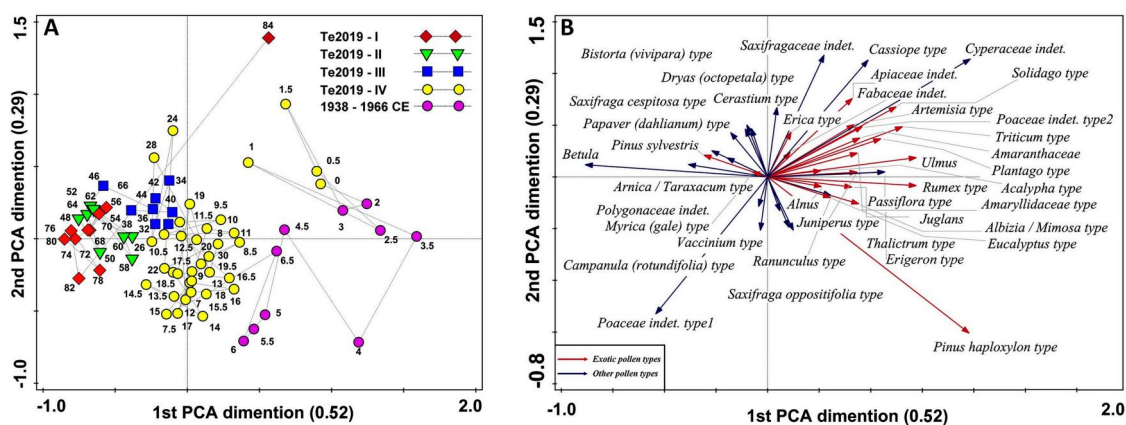 A
1.5
-1.0
2nd PCA dimention (0.29)
-1.0
1st PCA dimention (0.52)
2.0
Te2019 - I
Te2019 - II
Te2019 - III
Te2019 - IV
1938 - 1966 CE
84
1.5
24
1
28
0.5
0
46
66
42
34
19
2
52
62
56
44
40
9.5
64
11.5
10
3
48
54
36
8
11
4.5
2.5
3.5
76
70
38
32
12.5
20
8.5
80
68
60
26
10.5
30
6.5
74
72
50
58
22
17.5
9
19.5
16.5
82
78
18.5
13
14.5
13.5
18
16
15
7
15.5
5
7.5
12
17
14
5.5
6
4
B
1.5
-0.8
2nd PCA dimention (0.29)
-1.0
1st PCA dimention (0.52)
2.0
Bistorta (vivipara) type
Saxifragaceae indet.
Cassiope type
Cyperaceae indet.
Dryas (octopetala) type
Apiaceae indet.
Solidago type
Saxifraga cespitosa type
Cerastium type
Fabaceae indet.
Artemisia type
Papaver (dahlianum) type
Erica type
Poaceae indet. type2
Pinus sylvestris
Triticum type
Betula
Ulmus
Amaranthaceae
Plantago type
Arnica / Taraxacum type
Rumex type
Acalypha type
Alnus
Passiflora type
Amaryllidaceae type
Polygonaceae indet.
Juniperus type
Juglans
Albizia / Mimosa type
Myrica (gale) type
Eucalyptus type
Vaccinium type
Thalictrum type
Campanula (rotundifolia) type
Ranunculus type
Erigeron type
Saxifraga oppositifolia type
Poaceae indet. type1
Pinus haploxylon type
Exotic pollen types
Other pollen types